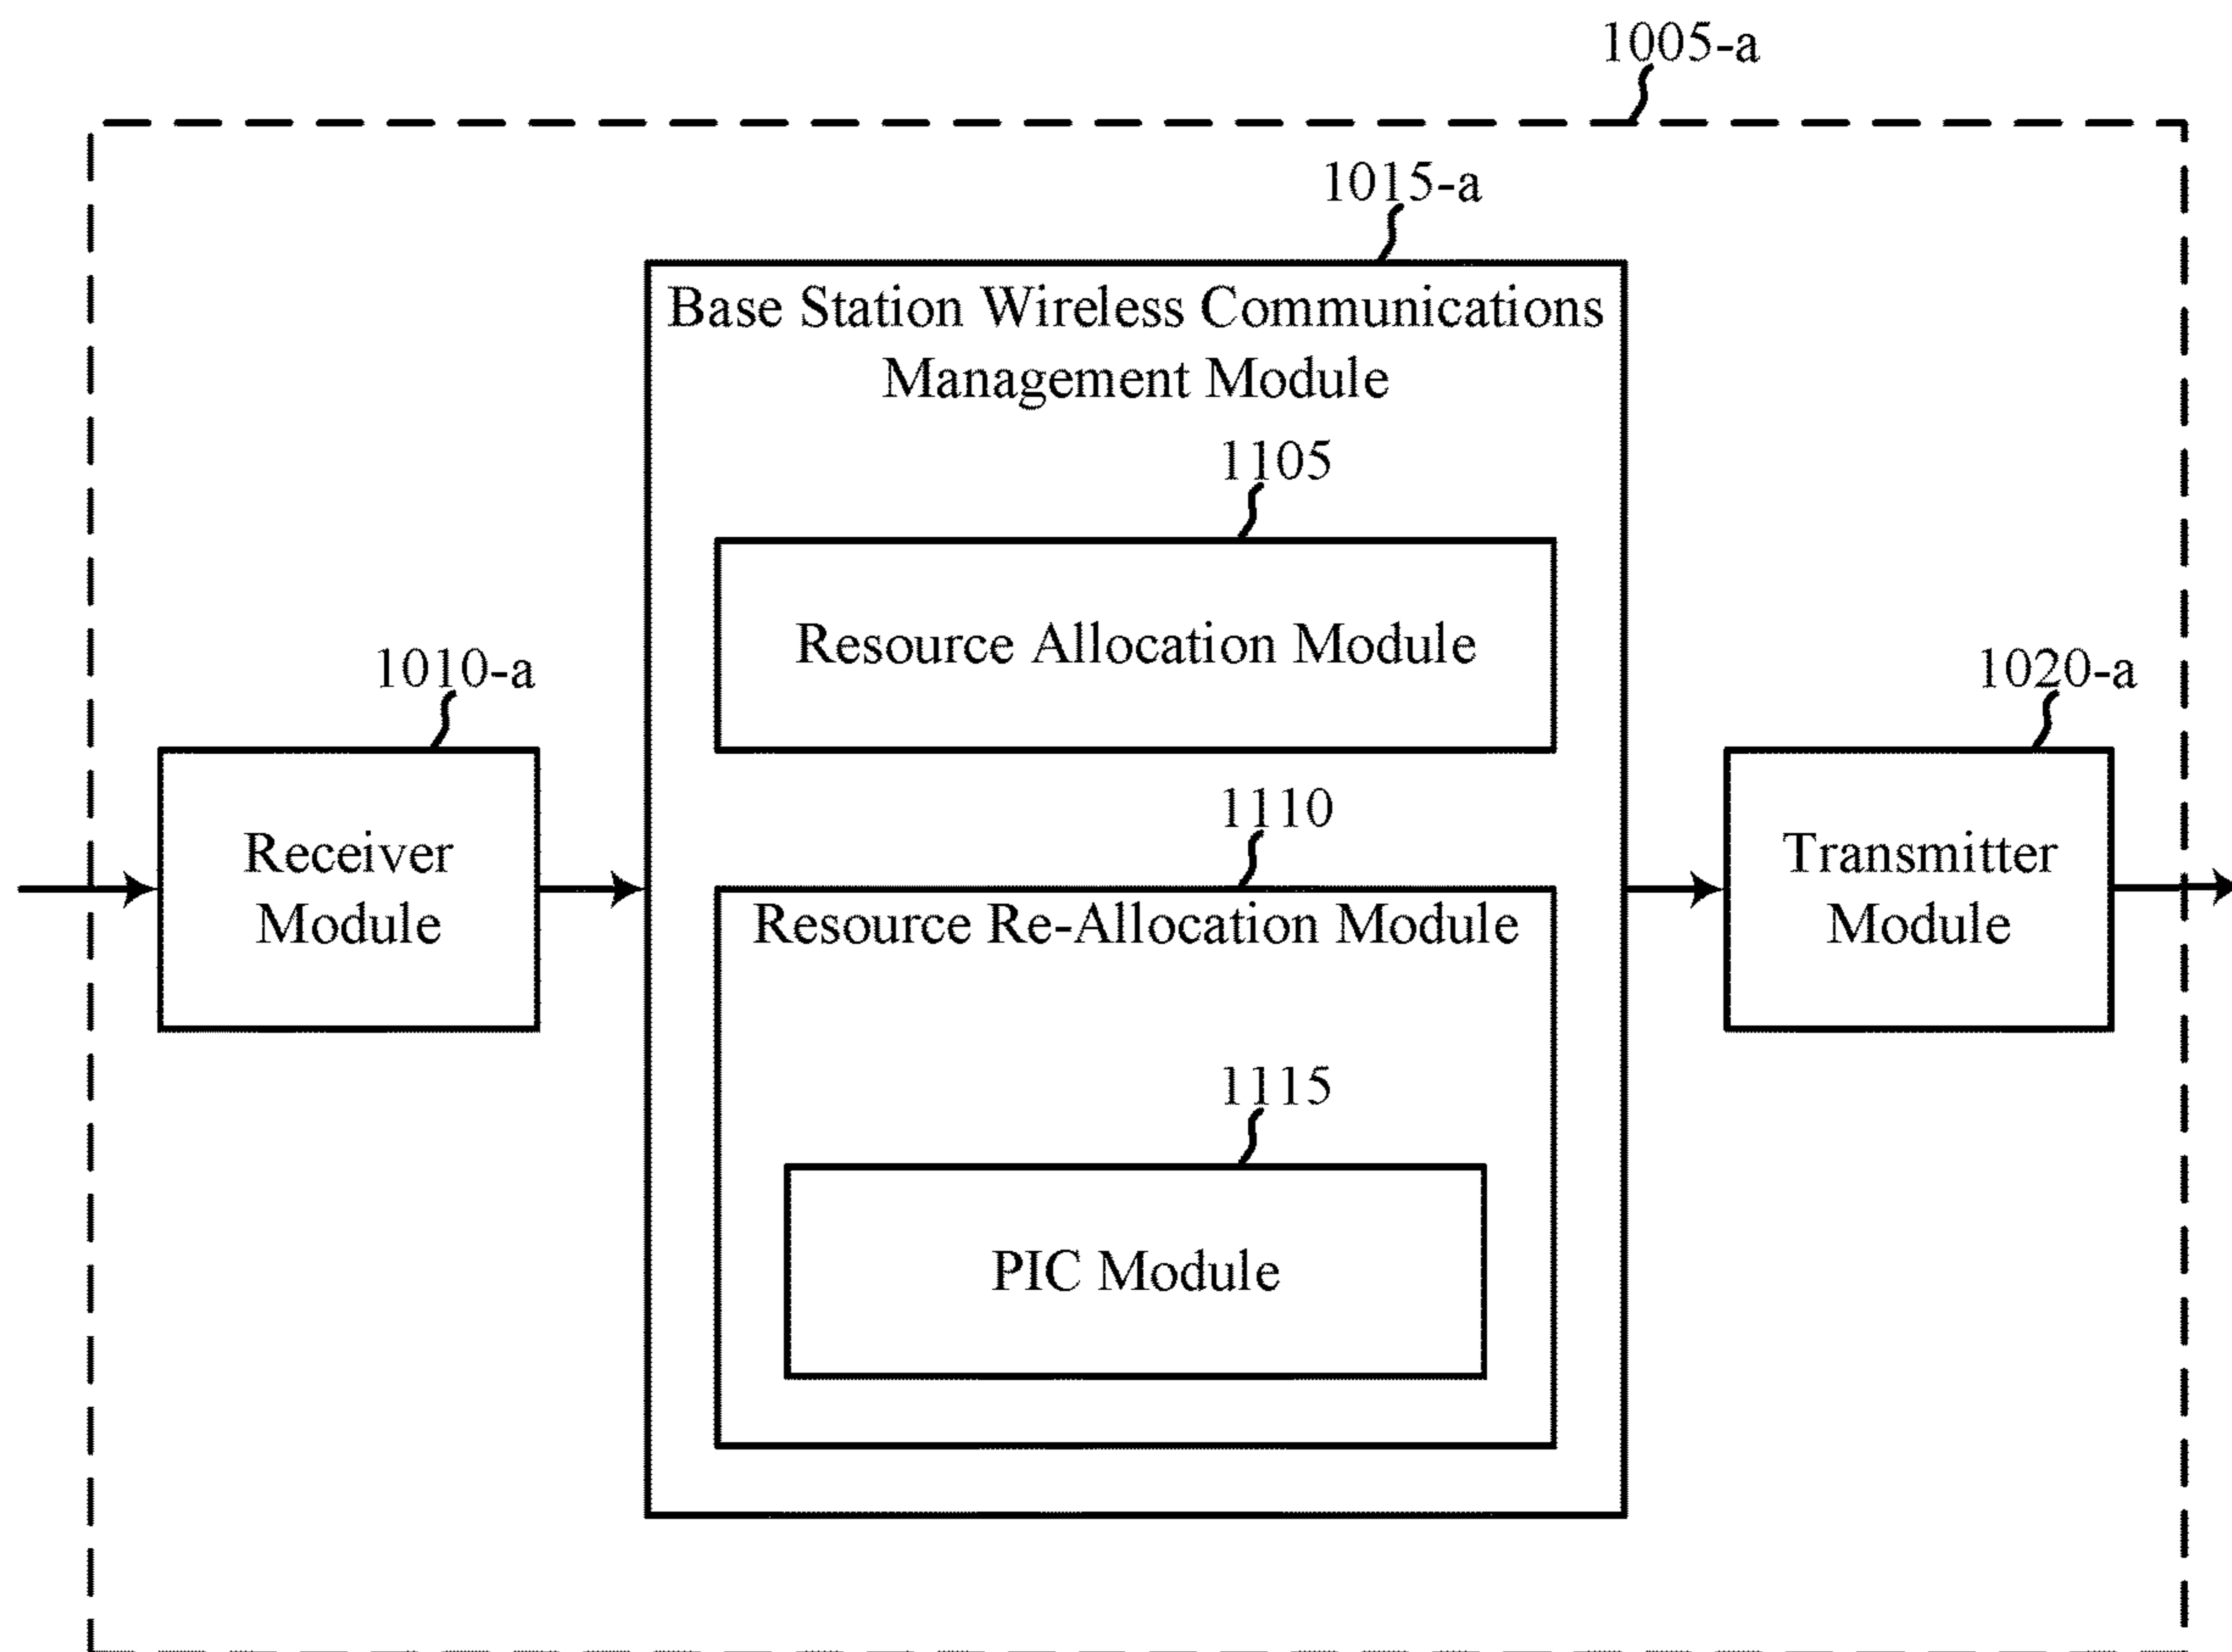 1005-a
1015-a
Base Station Wireless Communications
Management Module
1105
Resource Allocation Module
1010-a
Receiver
Module
1110
Resource Re-Allocation Module
1115
PIC Module
1020-a
Transmitter
Module